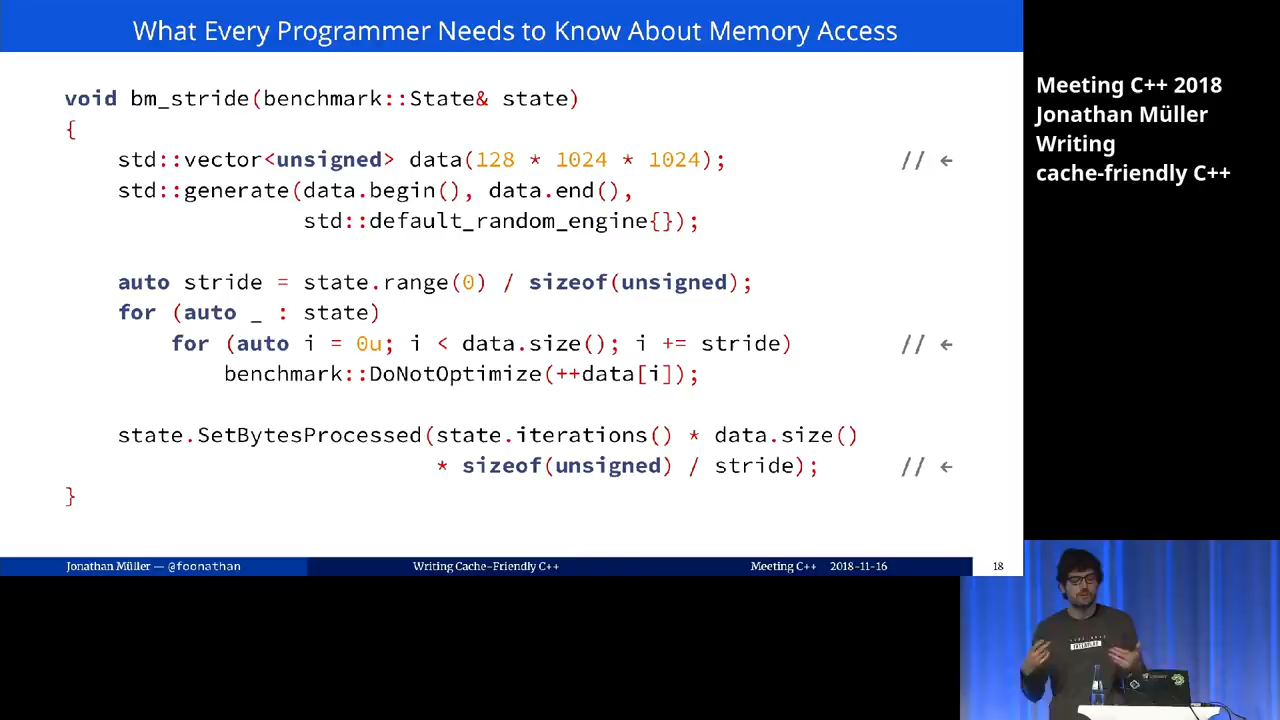 What Every Programmer Needs to Know About Memory Access
void bm_stride(benchmark::State& state)
{
    std::vector<unsigned> data(128 * 1024 * 1024); // ←
    std::generate(data.begin(), data.end(),
                  std::default_random_engine{});
    auto stride = state.range(0) / sizeof(unsigned);
    for (auto _ : state)
        for (auto i = 0u; i < data.size(); i += stride) // ←
            benchmark::DoNotOptimize(++data[i]);
    state.SetBytesProcessed(state.iterations() * data.size()
                            * sizeof(unsigned) / stride); // ←
}
Jonathan Müller — @foonathan Writing Cache-Friendly C++ Meeting C++ 2018-11-16 18
Meeting C++ 2018
Jonathan Müller
Writing
cache-friendly C++